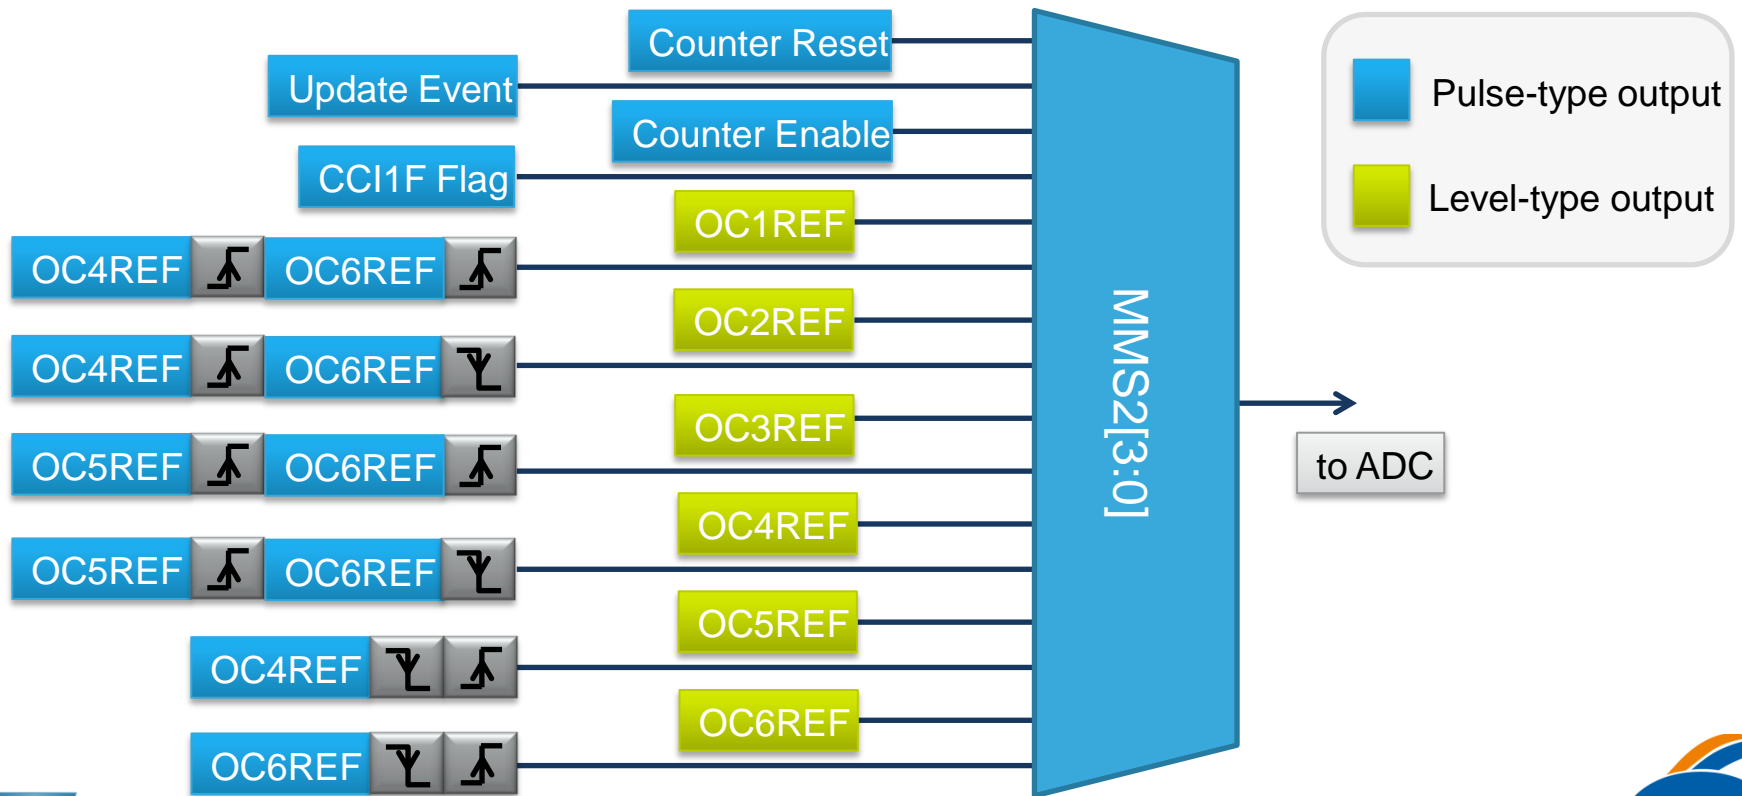 Counter Reset
Update Event
Counter Enable
CCI1F Flag
OC1REF
OC4REF OC6REF
OC2REF
OC4REF OC6REF
OC3REF
OC5REF OC6REF
OC4REF
OC5REF OC6REF
OC5REF
OC4REF
OC6REF
OC6REF
MMS2[3:0]
to ADC
Pulse-type output
Level-type output